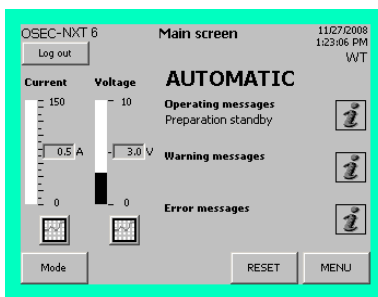 OSEC-NXT 6
Main screen
11/27/2008
1:23:06 PM
Log out
WT
Current
Voltage
AUTOMATIC
150
10
Operating messages
Preparation standby
0.5 A
3.0 V
Warning messages
0
0
Error messages
Mode
RESET
MENU